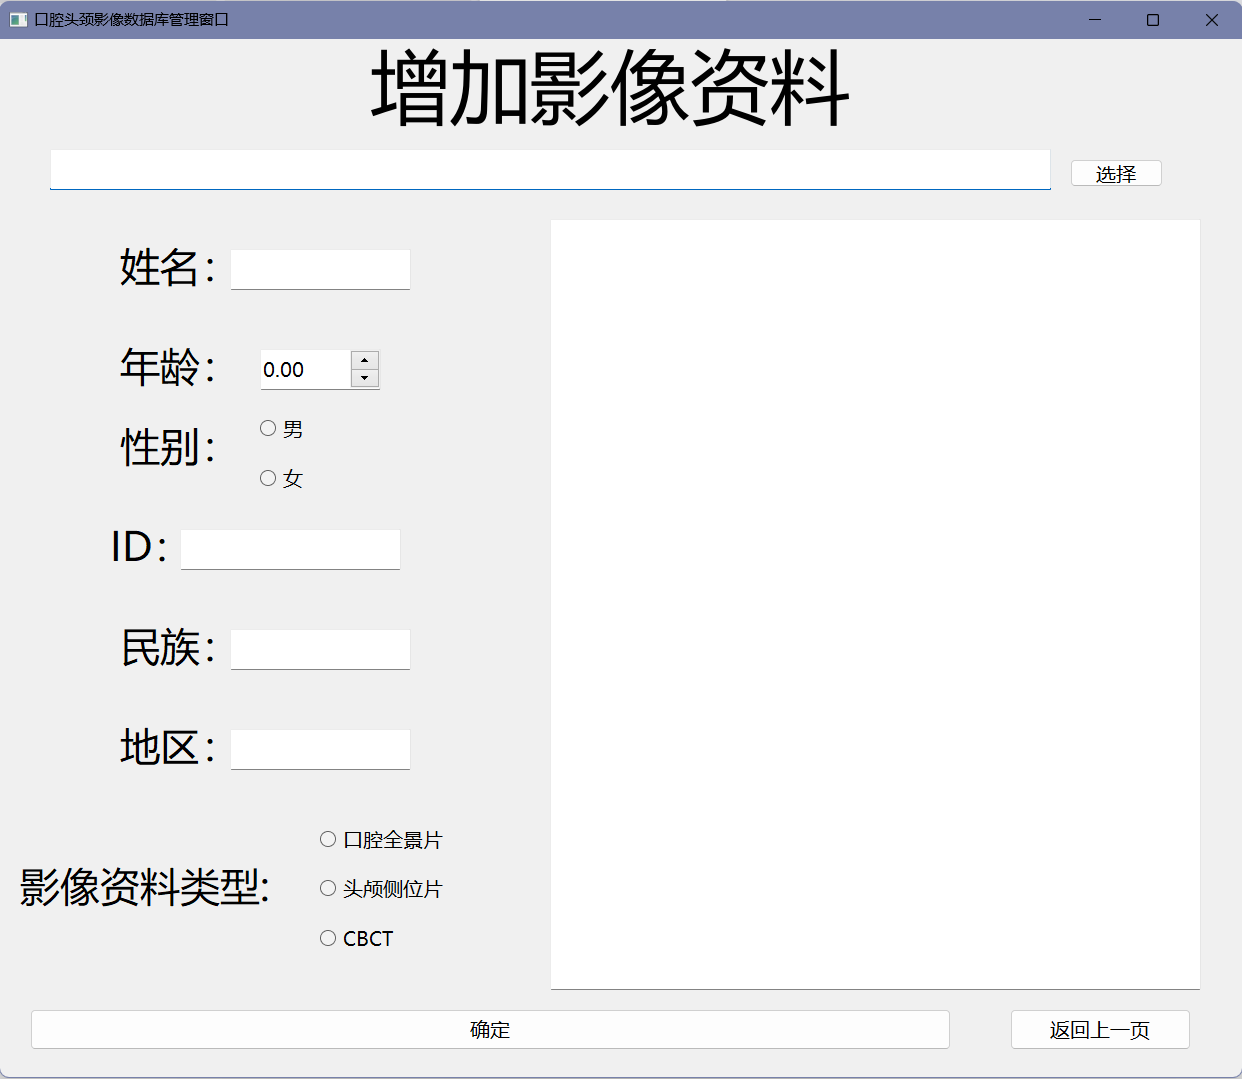 口腔头颈影像数据库管理窗口
增加影像资料
选择
姓名：
年龄：
0.00
性别：
男
女
ID：
民族：
地区：
影像资料类型:
口腔全景片
头颅侧位片
CBCT
确定
返回上一页